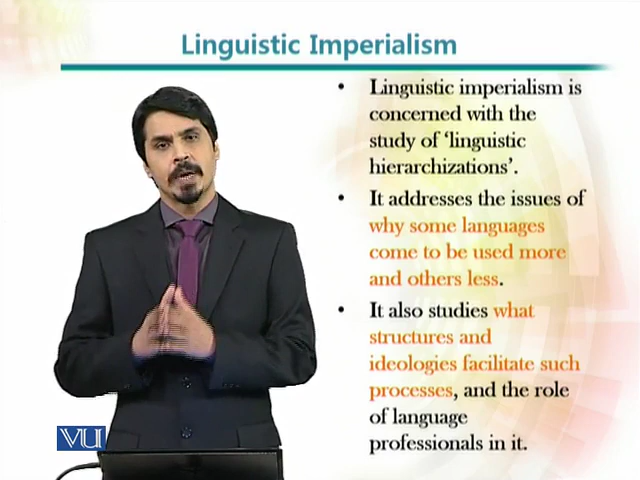 Linguistic Imperialism
• Linguistic imperialism is
concerned with the
study of ‘linguistic
hierarchizations’.
• It addresses the issues of
why some languages
come to be used more
and others less.
• It also studies what
structures and
ideologies facilitate such
processes, and the role
of language
professionals in it.
VU